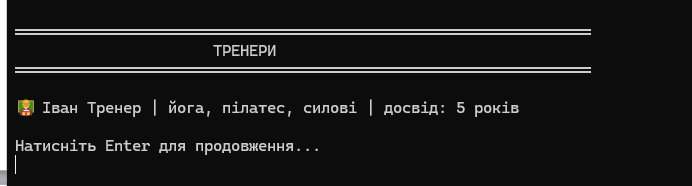 ТРЕНЕРИ
Іван Тренер | йога, пілатес, силові | досвід: 5 років
Натисніть Enter для продовження...